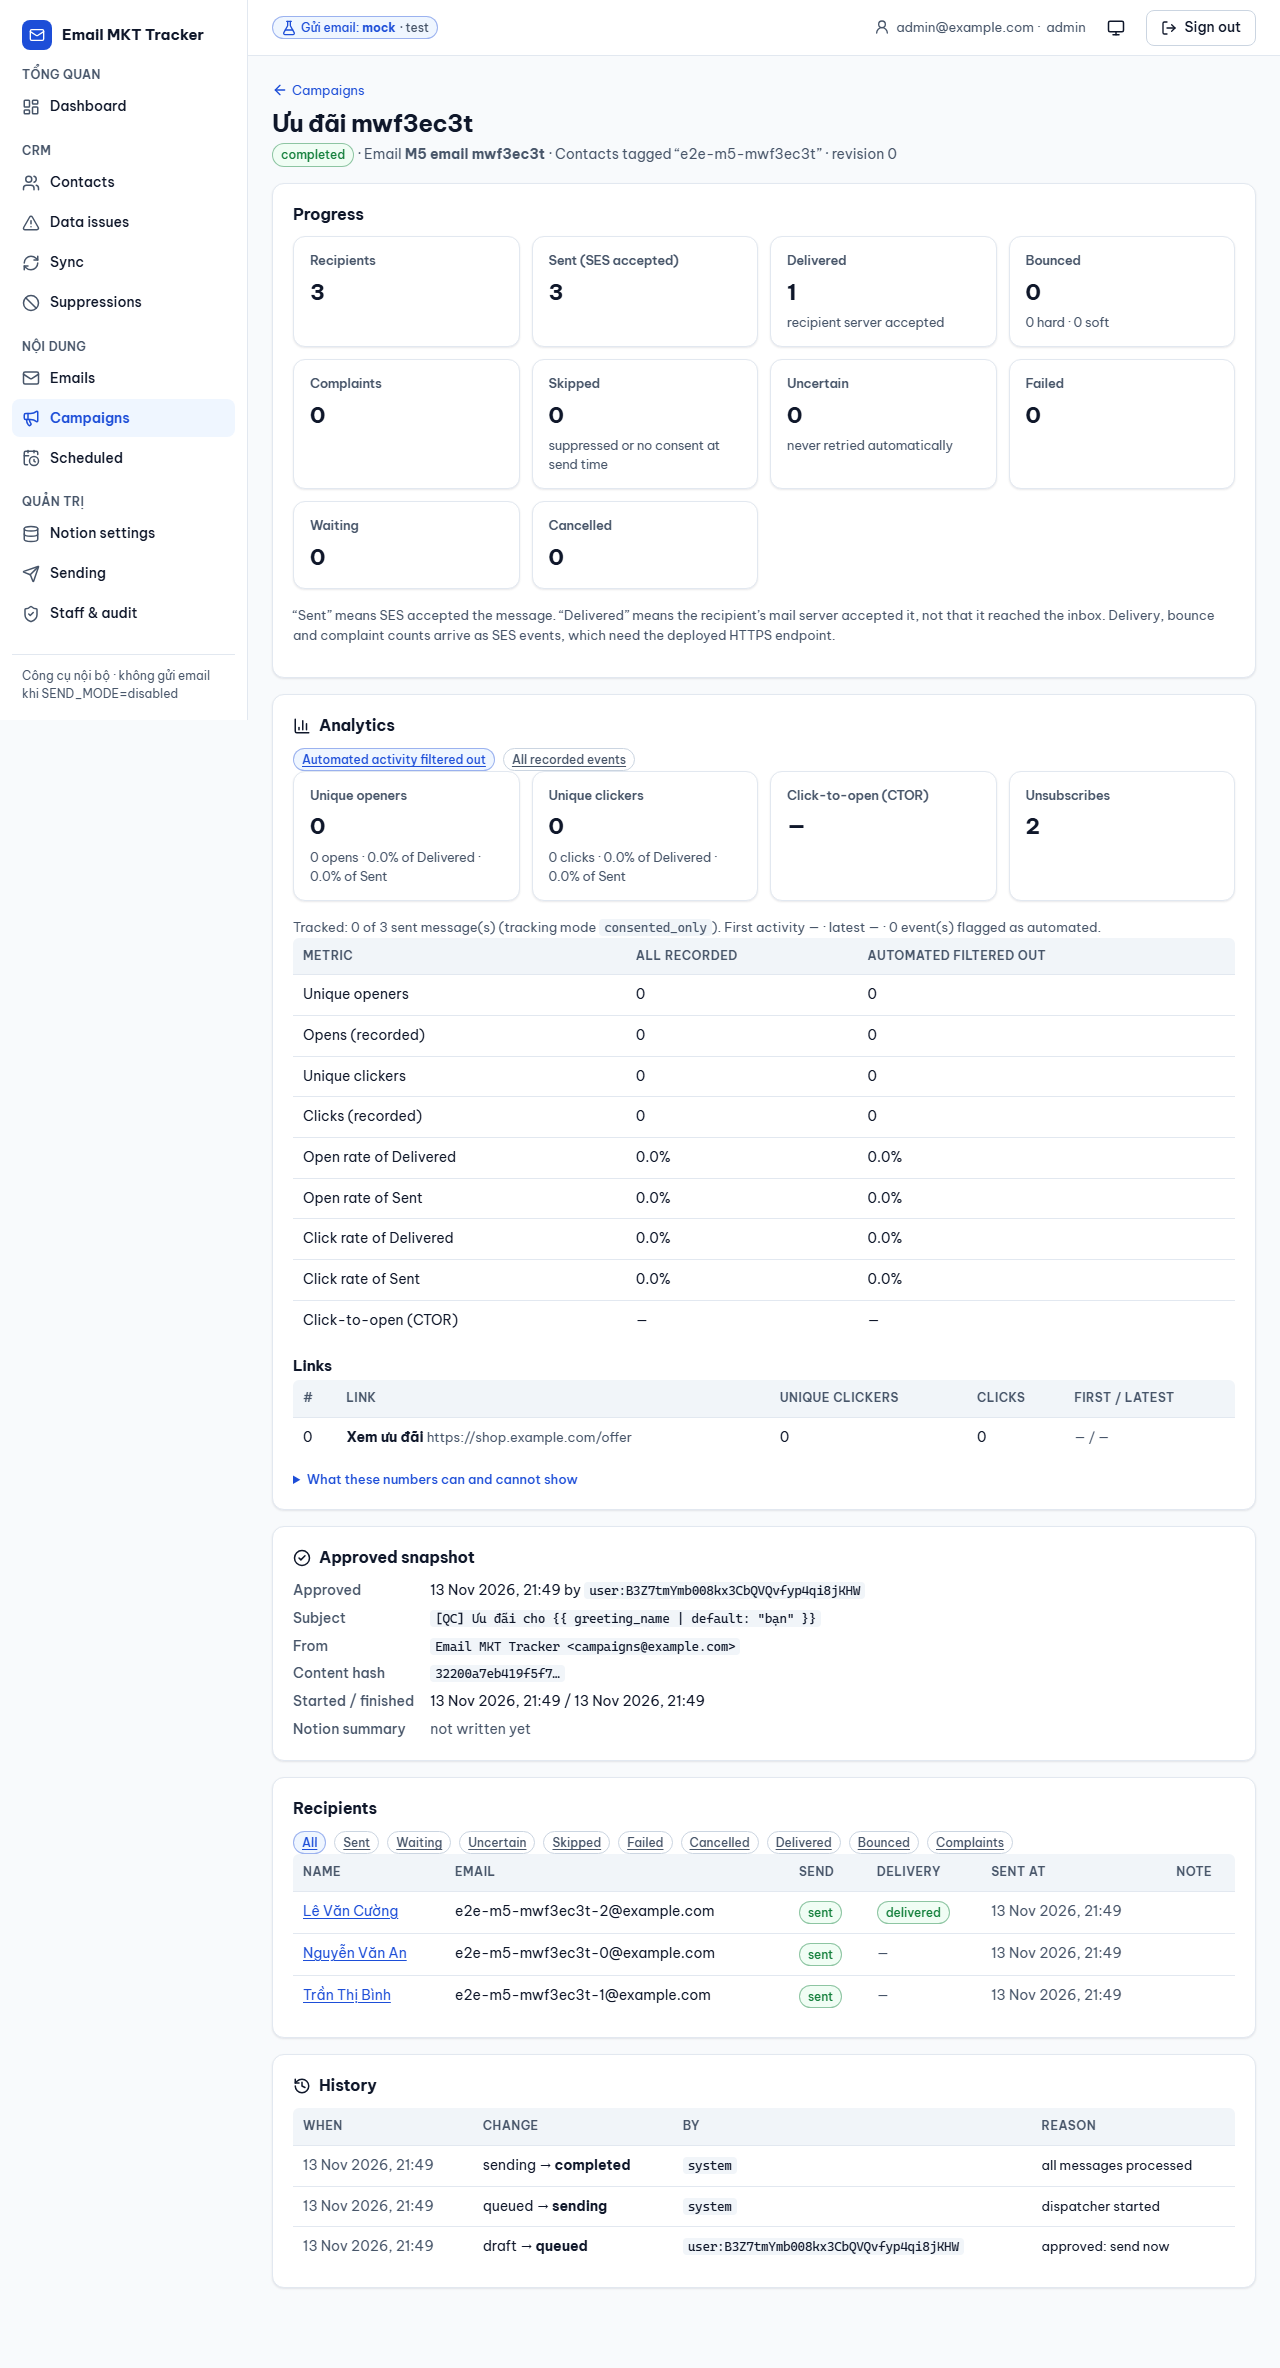 Email MKT Tracker
TỔNG QUAN
Dashboard
CRM
Contacts
Data issues
Sync
Suppressions
NỘI DUNG
Emails
Campaigns
Scheduled
QUẢN TRỊ
Notion settings
Sending
Staff & audit
Công cụ nội bộ · không gửi email
khi SEND_MODE=disabled
Gửi email: mock · test
admin@example.com · admin
Sign out
← Campaigns
Ưu đãi mwf3ec3t
completed · Email M5 email mwf3ec3t · Contacts tagged “e2e-m5-mwf3ec3t” · revision 0
Progress
Recipients
3
Sent (SES accepted)
3
Delivered
1
recipient server accepted
Bounced
0
0 hard · 0 soft
Complaints
0
Skipped
0
suppressed or no consent at
send time
Uncertain
0
never retried automatically
Failed
0
Waiting
0
Cancelled
0
“Sent” means SES accepted the message. “Delivered” means the recipient’s mail server accepted it, not that it reached the inbox. Delivery, bounce
and complaint counts arrive as SES events, which need the deployed HTTPS endpoint.
Analytics
Automated activity filtered out All recorded events
Unique openers
0
0 opens · 0.0% of Delivered ·
0.0% of Sent
Unique clickers
0
0 clicks · 0.0% of Delivered ·
0.0% of Sent
Click-to-open (CTOR)
—
Unsubscribes
2
Tracked: 0 of 3 sent message(s) (tracking mode consented_only ). First activity — · latest — · 0 event(s) flagged as automated.
METRIC ALL RECORDED AUTOMATED FILTERED OUT
Unique openers 0 0
Opens (recorded) 0 0
Unique clickers 0 0
Clicks (recorded) 0 0
Open rate of Delivered 0.0% 0.0%
Open rate of Sent 0.0% 0.0%
Click rate of Delivered 0.0% 0.0%
Click rate of Sent 0.0% 0.0%
Click-to-open (CTOR) — —
Links
# LINK UNIQUE CLICKERS CLICKS FIRST / LATEST
0 Xem ưu đãi https://shop.example.com/offer 0 0 — / —
▶ What these numbers can and cannot show
Approved snapshot
Approved 13 Nov 2026, 21:49 by user:B3Z7tmYmb008kx3CbQVQvfyp4qi8jKHW
Subject [QC] Ưu đãi cho {{ greeting_name | default: "bạn" }}
From Email MKT Tracker <campaigns@example.com>
Content hash 32200a7eb419f5f7…
Started / finished 13 Nov 2026, 21:49 / 13 Nov 2026, 21:49
Notion summary not written yet
Recipients
All Sent Waiting Uncertain Skipped Failed Cancelled Delivered Bounced Complaints
NAME EMAIL SEND DELIVERY SENT AT NOTE
Lê Văn Cường e2e-m5-mwf3ec3t-2@example.com sent delivered 13 Nov 2026, 21:49
Nguyễn Văn An e2e-m5-mwf3ec3t-0@example.com sent — 13 Nov 2026, 21:49
Trần Thị Bình e2e-m5-mwf3ec3t-1@example.com sent — 13 Nov 2026, 21:49
History
WHEN CHANGE BY REASON
13 Nov 2026, 21:49 sending → completed system all messages processed
13 Nov 2026, 21:49 queued → sending system dispatcher started
13 Nov 2026, 21:49 draft → queued user:B3Z7tmYmb008kx3CbQVQvfyp4qi8jKHW approved: send now